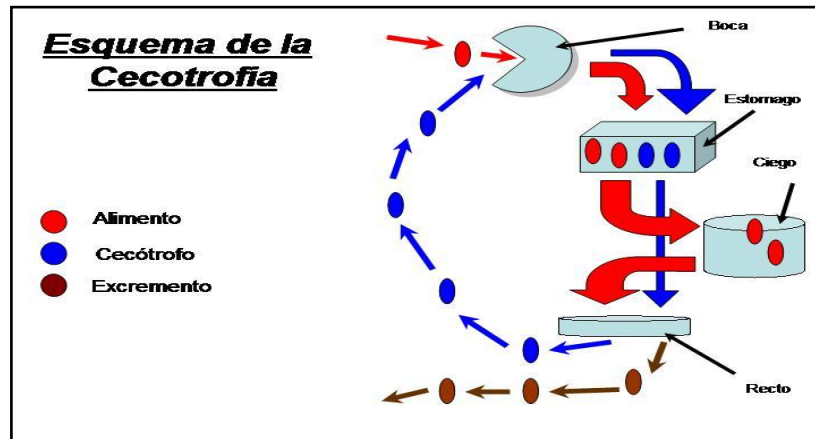 Esquema de la
Cecotrofia
Boca
Estomago
Ciego
Alimento
Cecótrofo
Excremento
Recto